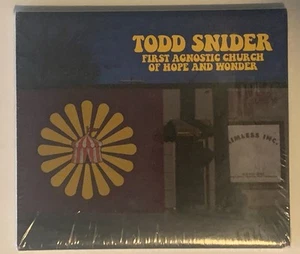 TODD SNIDER
FIRST AGNOSTIC CHURCH
OF HOPE AND WONDER